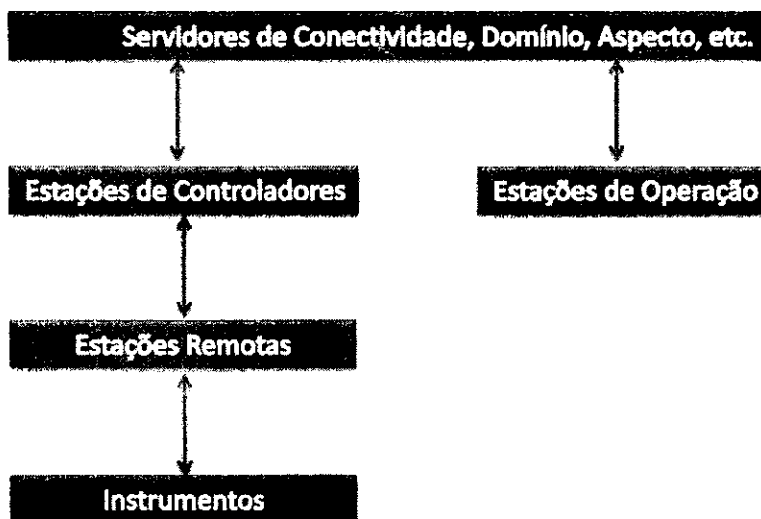 Servidores de Conectividade, Domínio, Aspecto, etc.
Estações de Controladores
Estações de Operação
Estações Remotas
Instrumentos